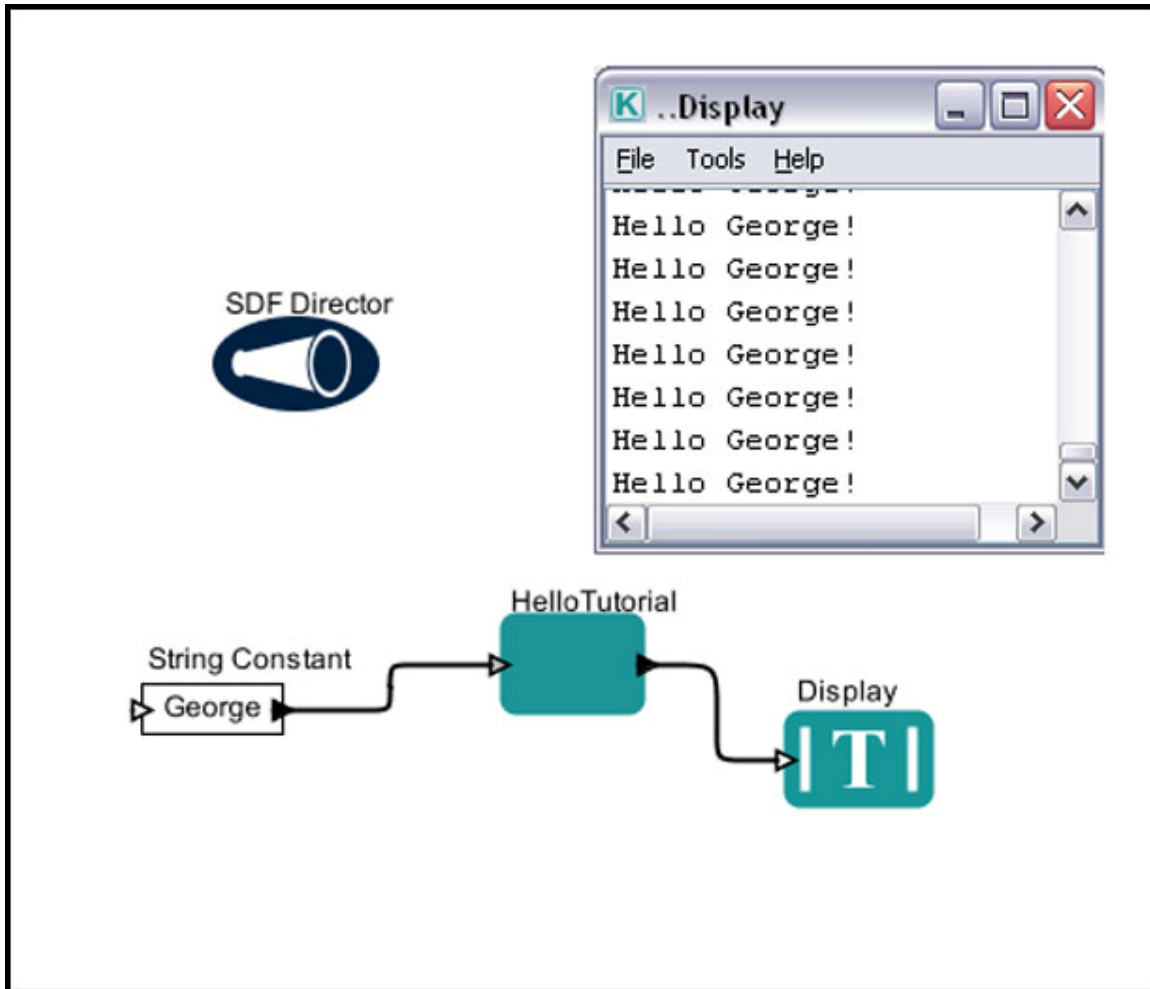 K ..Display
File Tools Help
Hello George!
Hello George!
Hello George!
Hello George!
Hello George!
Hello George!
Hello George!
SDF Director
HelloTutorial
String Constant
George
Display
T